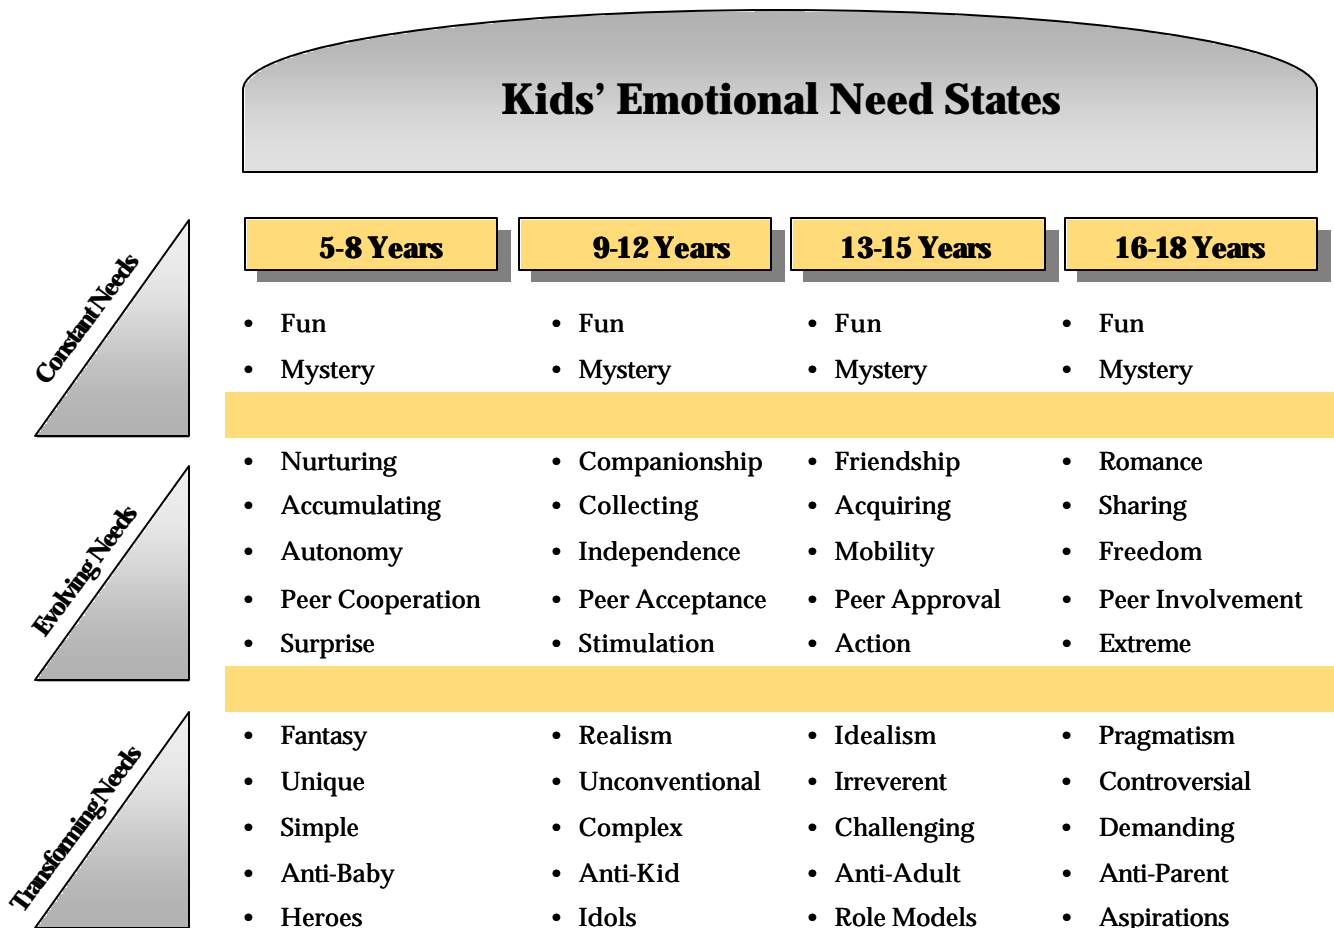 Kids’ Emotional Need States
5-8 Years 9-12 Years 13-15 Years 16-18 Years
Constant Needs
• Fun • Fun • Fun • Fun
• Mystery • Mystery • Mystery • Mystery
Evolving Needs
• Nurturing • Companionship • Friendship • Romance
• Accumulating • Collecting • Acquiring • Sharing
• Autonomy • Independence • Mobility • Freedom
• Peer Cooperation • Peer Acceptance • Peer Approval • Peer Involvement
• Surprise • Stimulation • Action • Extreme
Transforming Needs
• Fantasy • Realism • Idealism • Pragmatism
• Unique • Unconventional • Irreverent • Controversial
• Simple • Complex • Challenging • Demanding
• Anti-Baby • Anti-Kid • Anti-Adult • Anti-Parent
• Heroes • Idols • Role Models • Aspirations